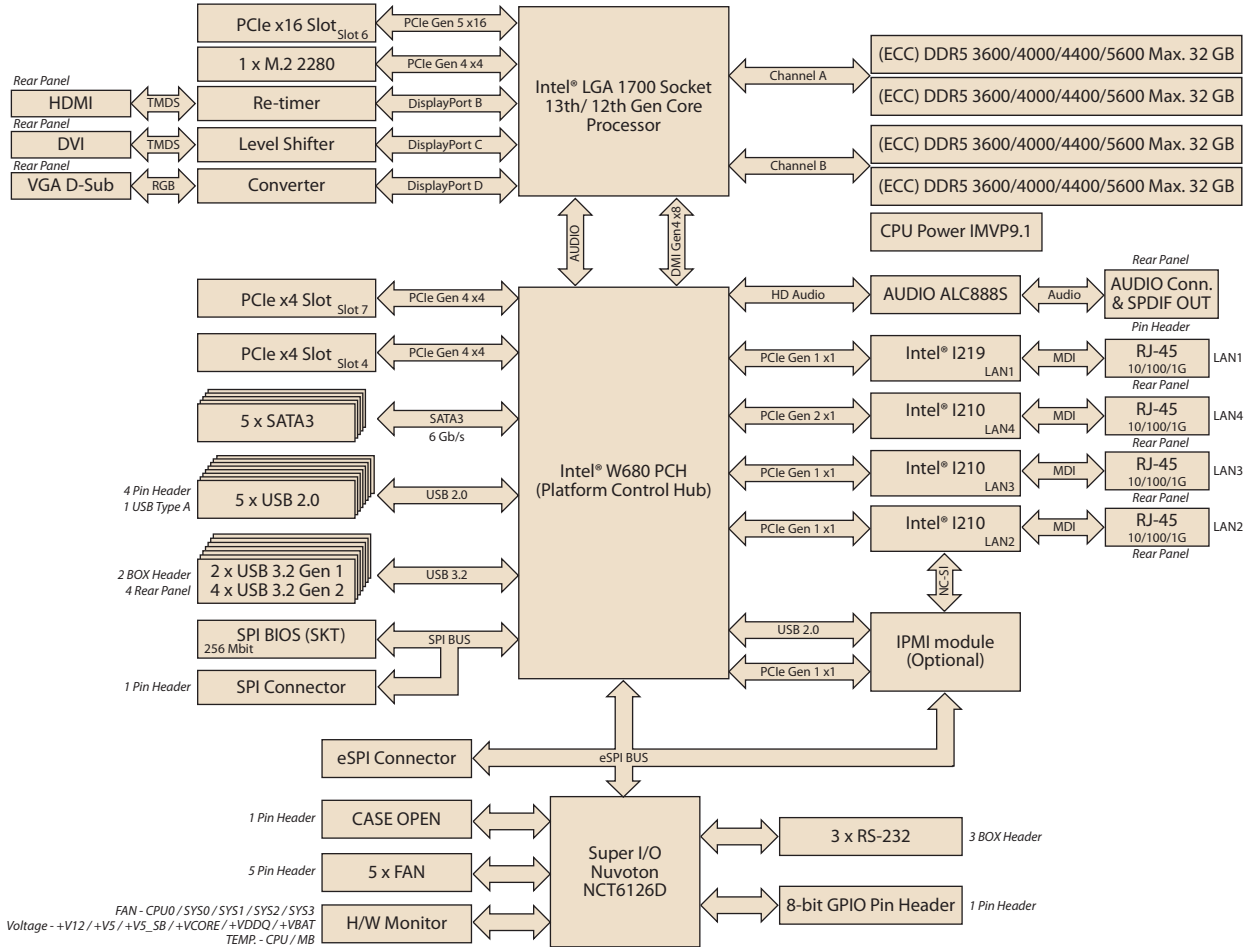 PCIe x16 Slot
Slot 6
PCIe Gen 5 x16
1 x M.2 2280
PCIe Gen 4 x4
Rear Panel
HDMI
TMDS
Re-timer
DisplayPort B
Rear Panel
DVI
TMDS
Level Shifter
DisplayPort C
Rear Panel
VGA D-Sub
RGB
Converter
DisplayPort D
Intel® LGA 1700 Socket
13th/ 12th Gen Core
Processor
Channel A
(ECC) DDR5 3600/4000/4400/5600 Max. 32 GB
(ECC) DDR5 3600/4000/4400/5600 Max. 32 GB
Channel B
(ECC) DDR5 3600/4000/4400/5600 Max. 32 GB
(ECC) DDR5 3600/4000/4400/5600 Max. 32 GB
CPU Power IMVP9.1
AUDIO
DMI Gen4 x8
PCIe x4 Slot
Slot 7
PCIe Gen 4 x4
PCIe x4 Slot
Slot 4
PCIe Gen 4 x4
5 x SATA3
SATA3
6 Gb/s
4 Pin Header
1 USB Type A
5 x USB 2.0
USB 2.0
2 BOX Header
4 Rear Panel
2 x USB 3.2 Gen 1
4 x USB 3.2 Gen 2
USB 3.2
SPI BIOS (SKT)
256 Mbit
SPI BUS
1 Pin Header
SPI Connector
Intel® W680 PCH
(Platform Control Hub)
HD Audio
AUDIO ALC888S
Audio
Rear Panel
AUDIO Conn.
& SPDIF OUT
Pin Header
PCIe Gen 1 x1
Intel® I219
LAN1
MDI
RJ-45
10/100/1G
LAN1
Rear Panel
PCIe Gen 2 x1
Intel® I210
LAN4
MDI
RJ-45
10/100/1G
LAN4
Rear Panel
PCIe Gen 1 x1
Intel® I210
LAN3
MDI
RJ-45
10/100/1G
LAN3
Rear Panel
PCIe Gen 1 x1
Intel® I210
LAN2
MDI
RJ-45
10/100/1G
LAN2
Rear Panel
NC-SI
USB 2.0
PCIe Gen 1 x1
IPMI module
(Optional)
eSPI Connector
eSPI BUS
1 Pin Header
CASE OPEN
5 Pin Header
5 x FAN
FAN - CPU0 / SYS0 / SYS1 / SYS2 / SYS3
Voltage - +V12 / +V5 / +V5_SB / +VCORE / +VDDQ / +VBAT
TEMP. - CPU / MB
H/W Monitor
Super I/O
Nuvoton
NCT6126D
3 x RS-232
3 BOX Header
8-bit GPIO Pin Header
1 Pin Header